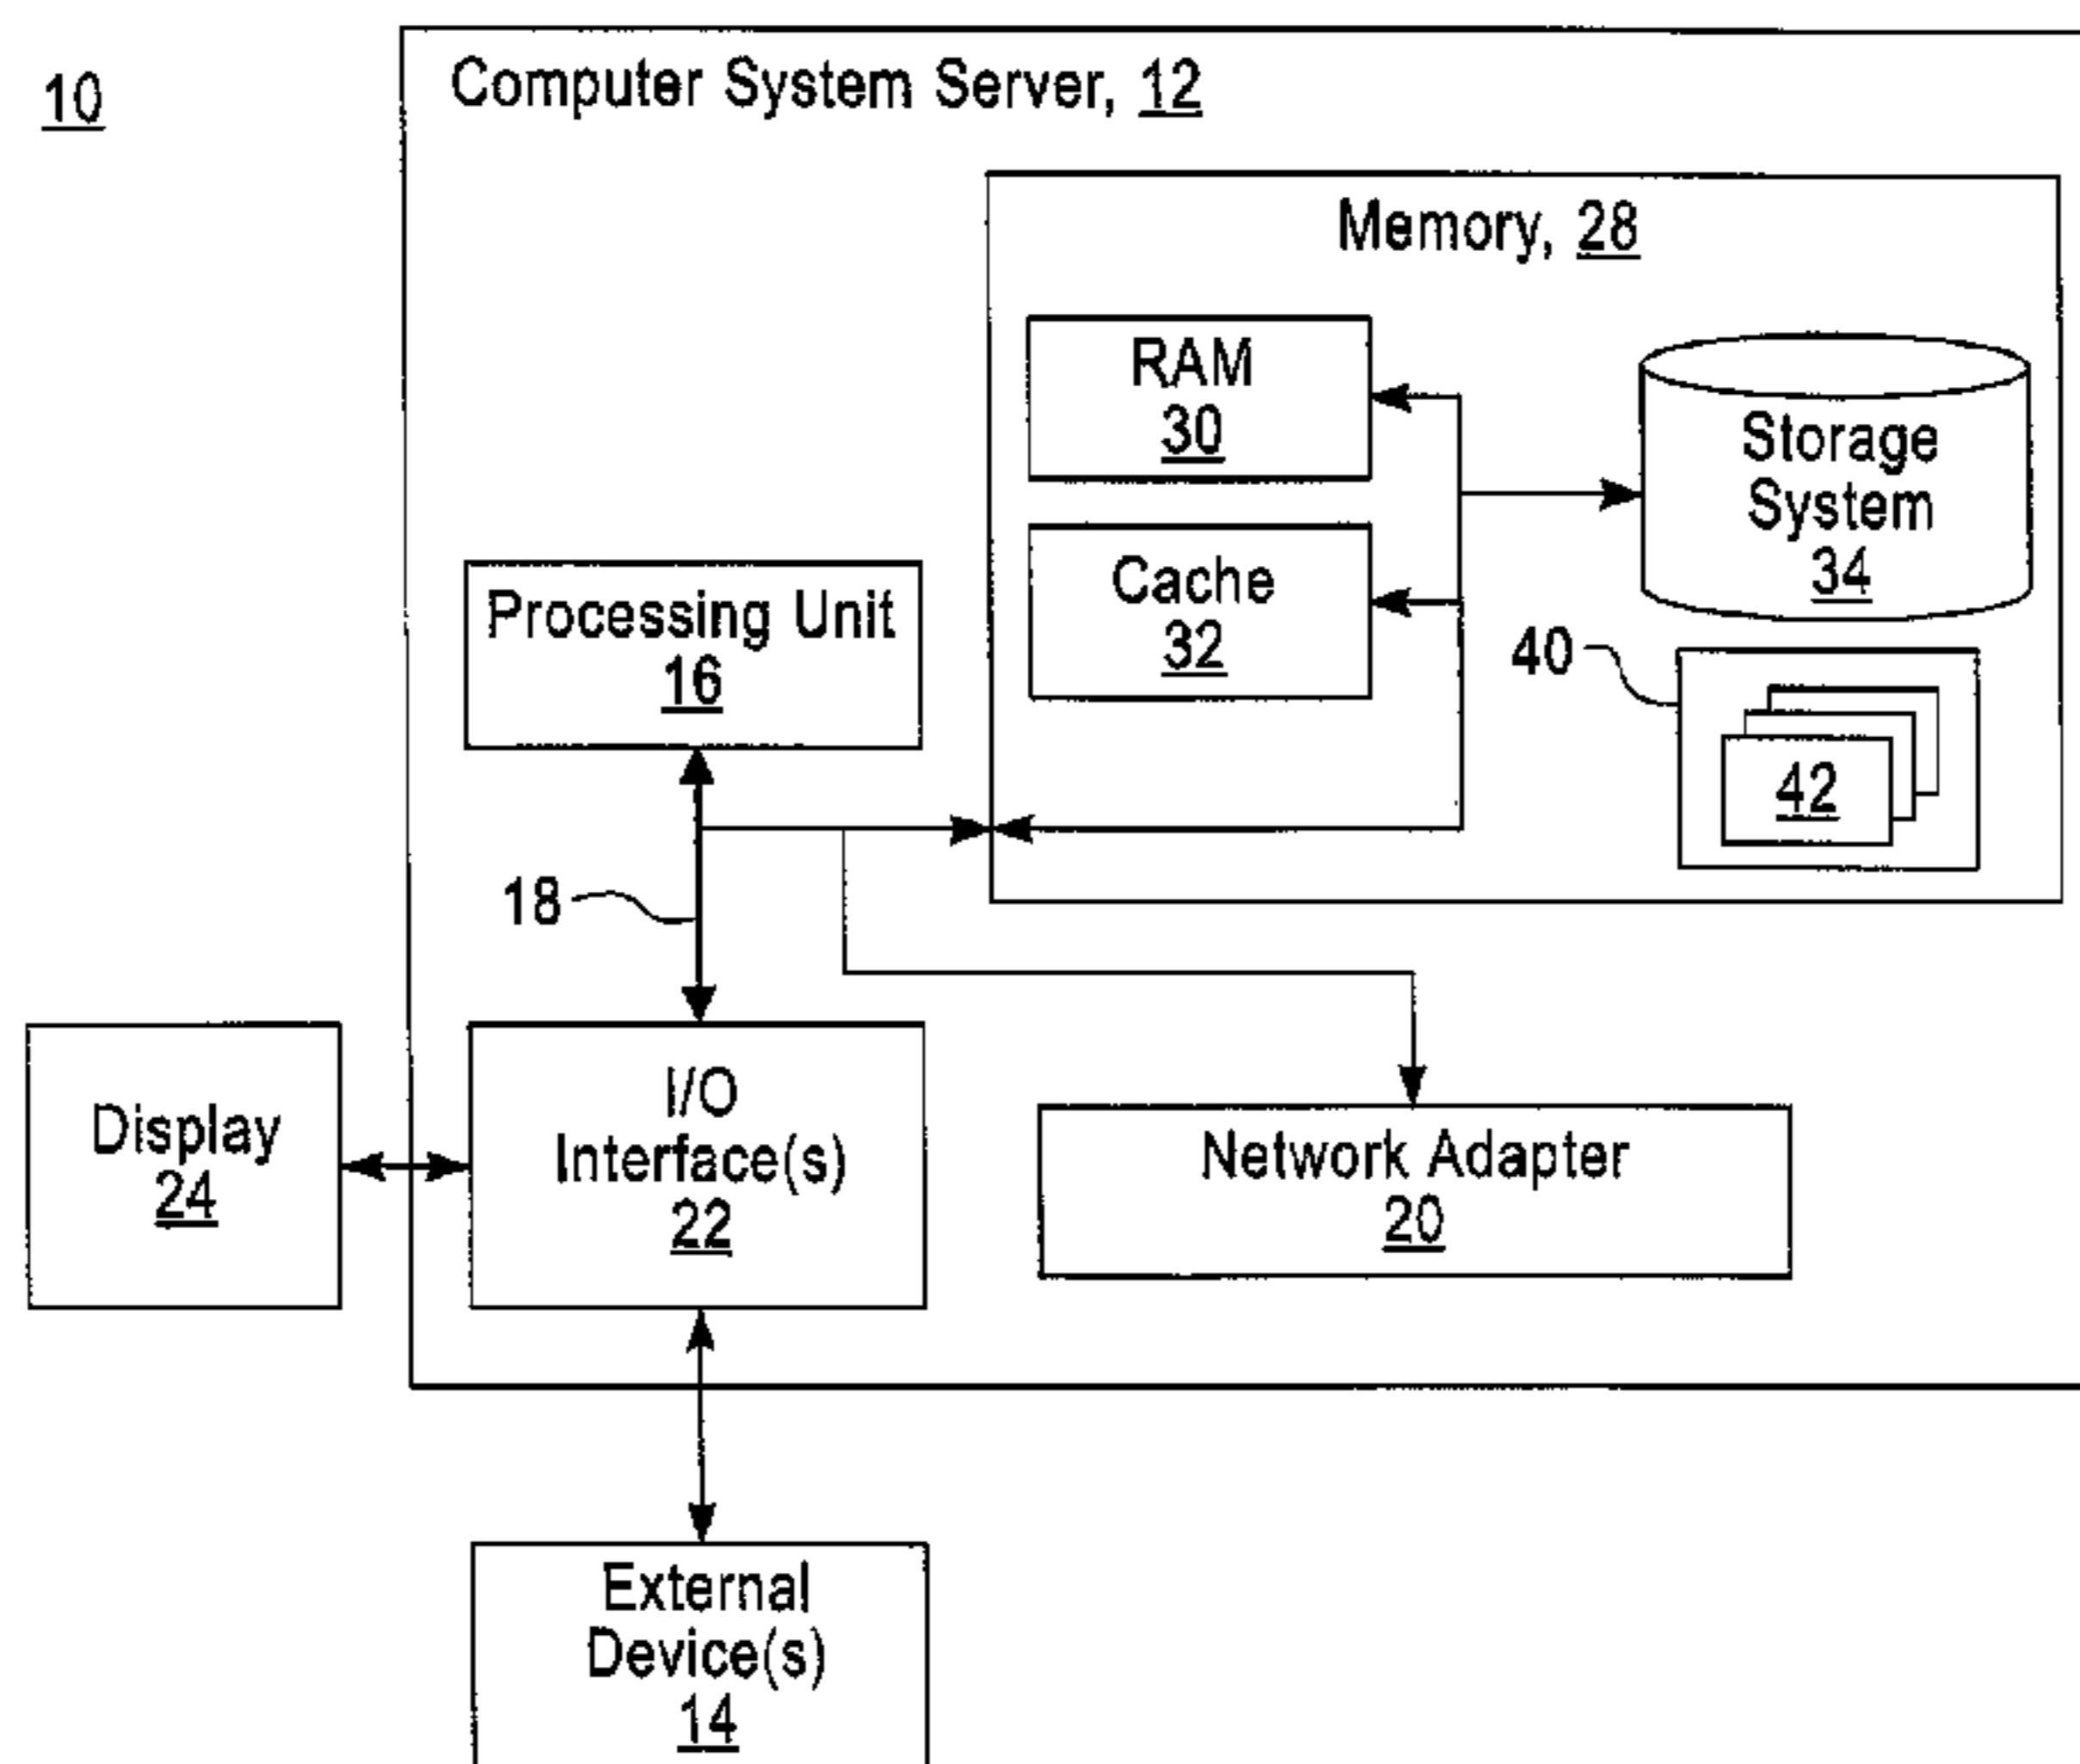 10
Computer System Server, 12
Memory, 28
RAM
30
Storage
System
34
Cache
32
Processing Unit
16
40
42
18
Display
24
I/O
Interface(s)
22
Network Adapter
20
External
Device(s)
14